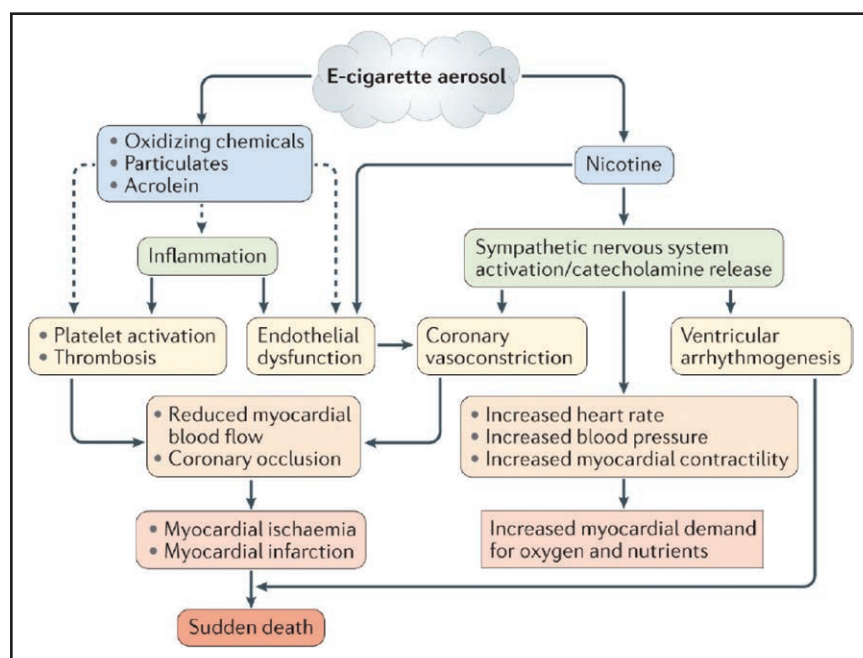 E-cigarette aerosol
• Oxidizing chemicals
• Particulates
• Acrolein
Nicotine
Inflammation
Sympathetic nervous system
activation/catecholamine release
• Platelet activation
• Thrombosis
Endothelial
dysfunction
Coronary
vasoconstriction
Ventricular
arrhythmogenesis
• Reduced myocardial
blood flow
• Coronary occlusion
• Increased heart rate
• Increased blood pressure
• Increased myocardial contractility
• Myocardial ischaemia
• Myocardial infarction
Increased myocardial demand
for oxygen and nutrients
Sudden death